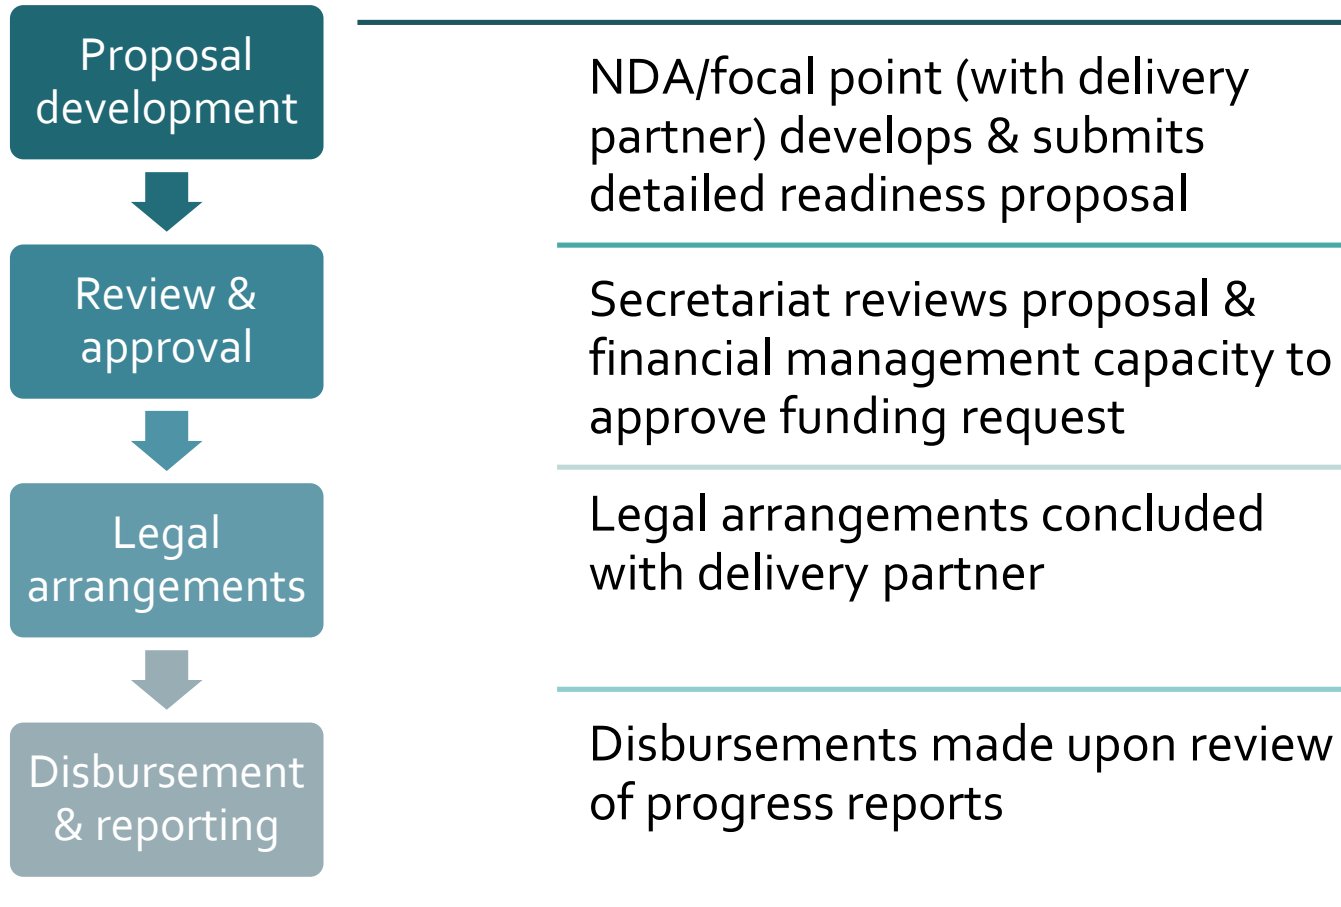 Proposal
development
NDA/focal point (with delivery
partner) develops & submits
detailed readiness proposal
Review &
approval
Secretariat reviews proposal &
financial management capacity to
approve funding request
Legal
arrangements
Legal arrangements concluded
with delivery partner
Disbursement
& reporting
Disbursements made upon review
of progress reports